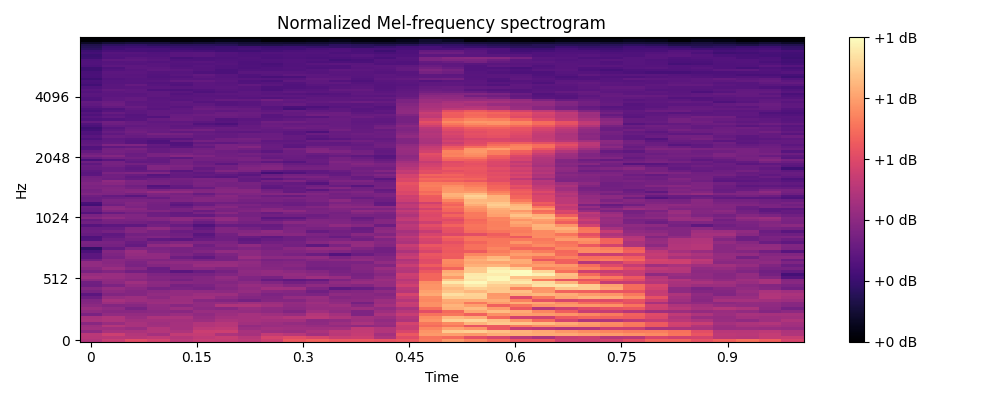 Normalized Mel-frequency spectrogram
Hz
4096
2048
1024
512
0
0 0.15 0.3 0.45 0.6 0.75 0.9
Time
+1 dB
+1 dB
+1 dB
+0 dB
+0 dB
+0 dB